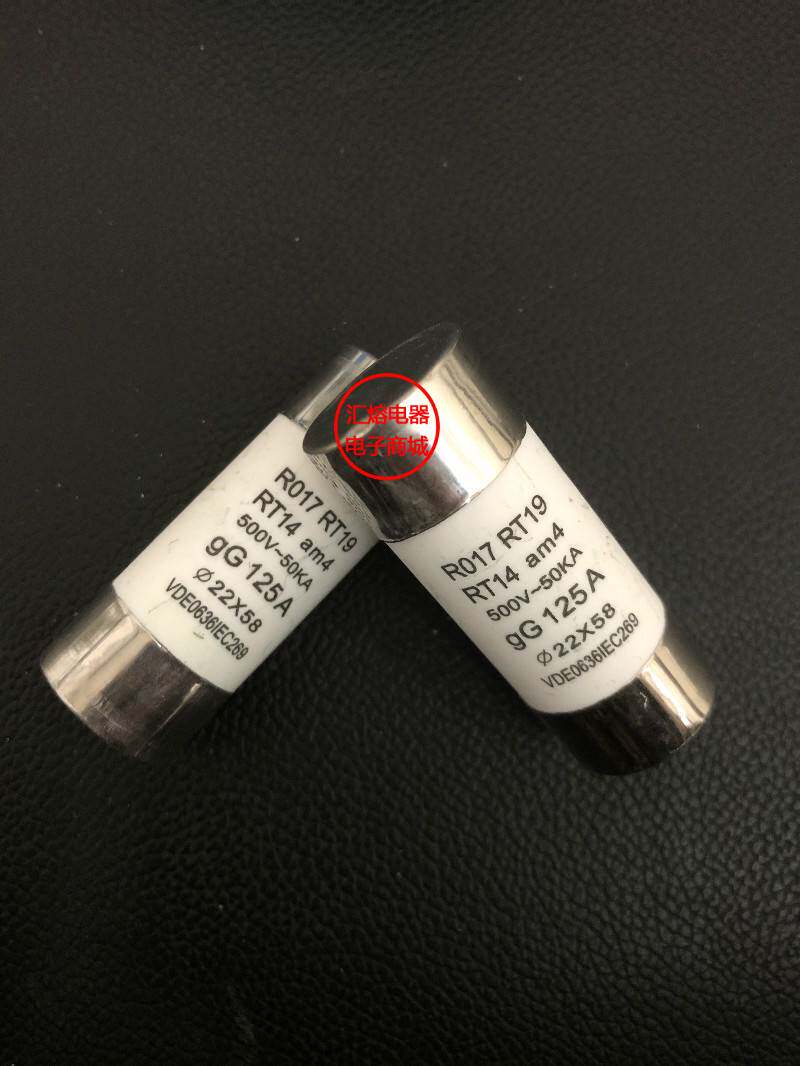 汇熔电器
电子商城
R017 RT19
RT14 am4
500V~50KA
gG 125A
Ø22X58
VDE0636IEC269
R017 RT19
RT14 am4
500V~50KA
gG 125A
Ø22X58
VDE0636IEC269